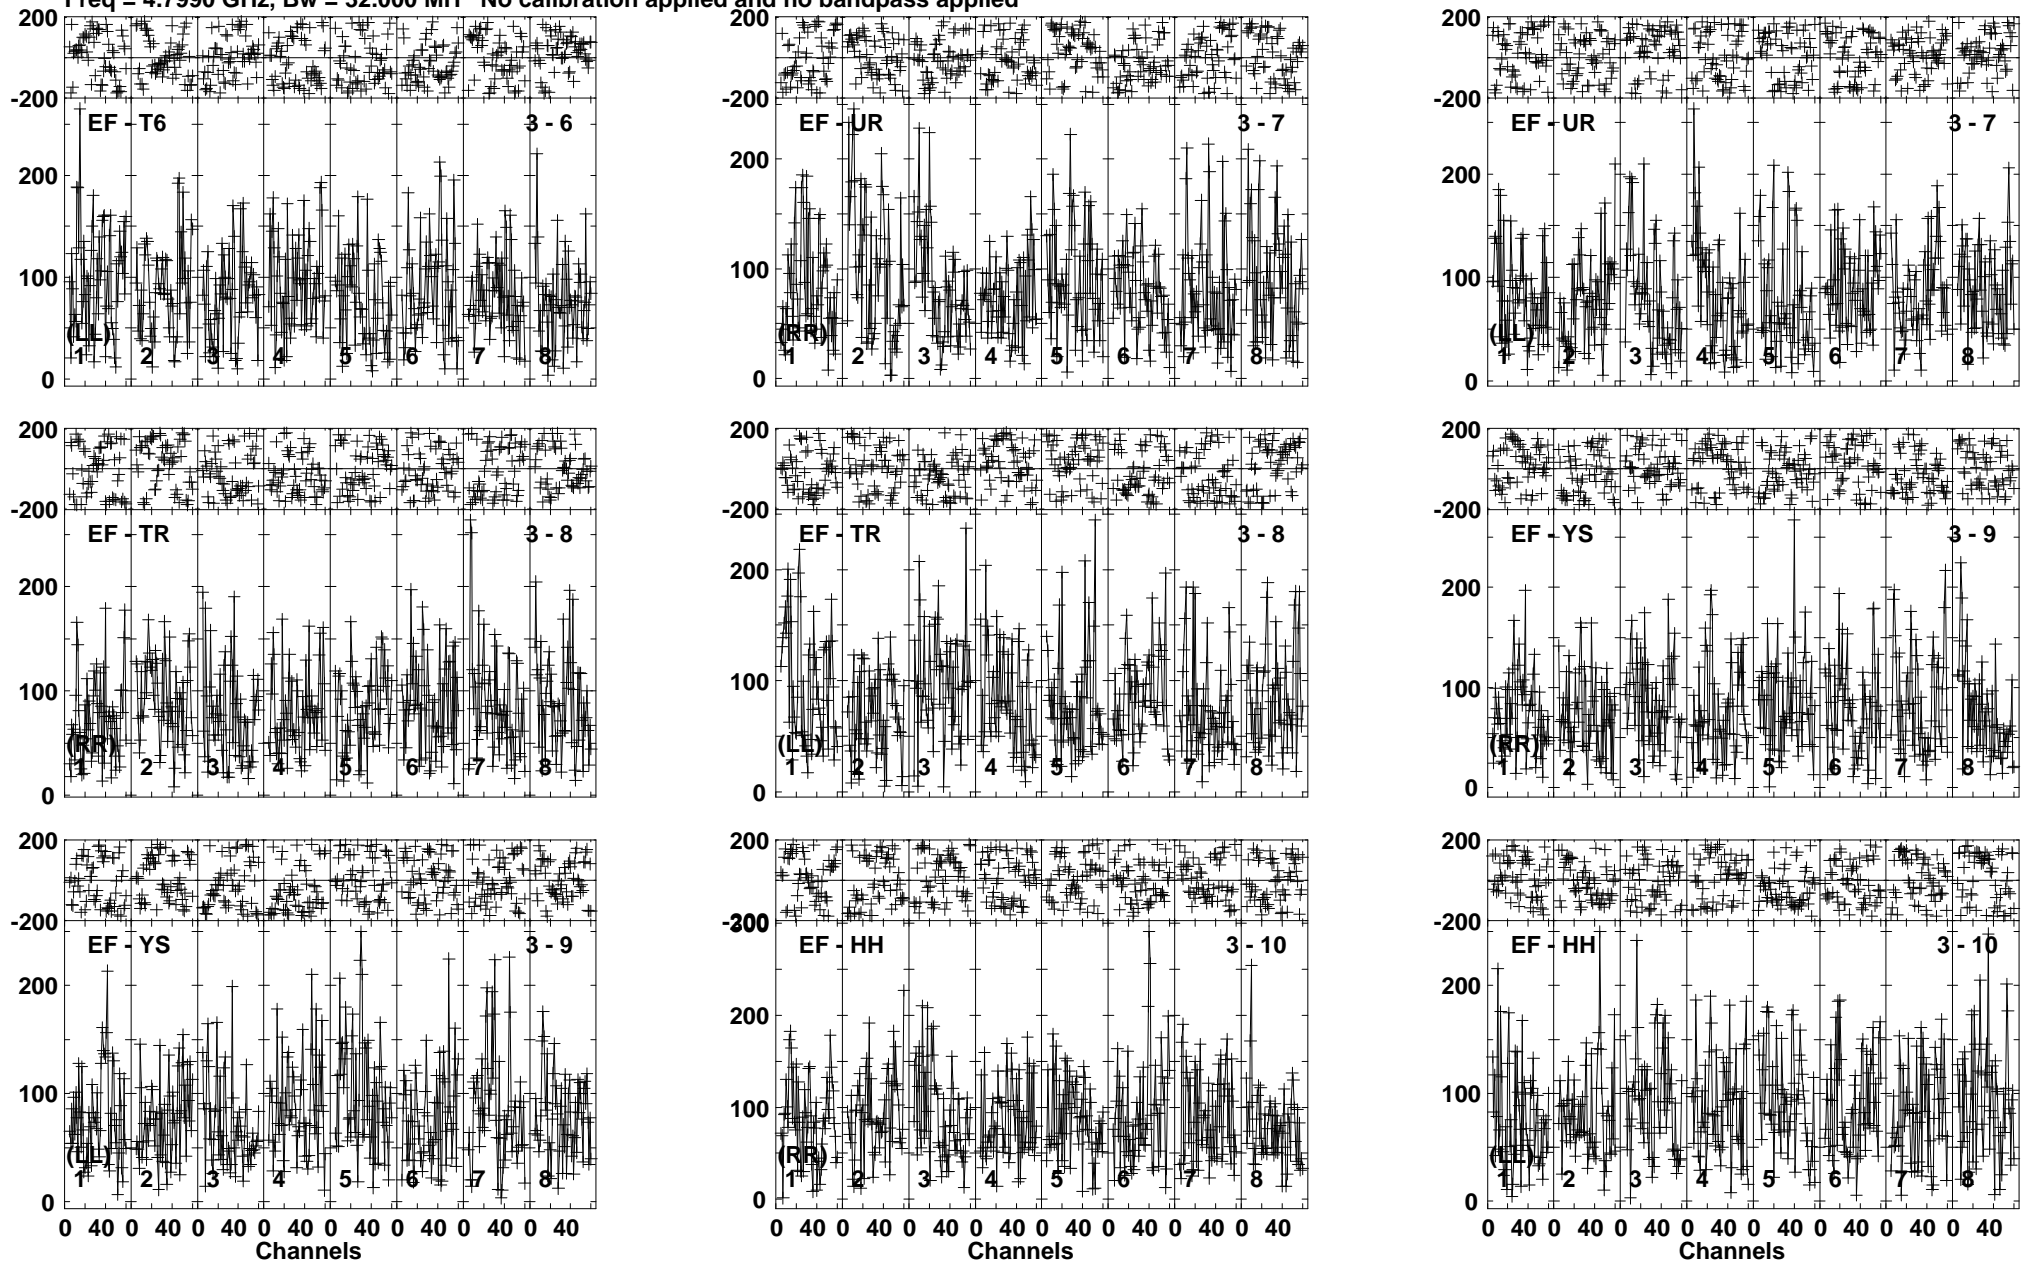 Freq = 4.7990 GHz, Bw = 32.000 MH No calibration applied and no bandpass applied
200 200 200
-200 -200 -200
EF - T6 3 - 6 EF - UR 3 - 7 EF - UR 3 - 7
200 200 200
100 100 100
(LL) (RR) (LL)
1 2 3 4 5 6 7 8 1 2 3 4 5 6 7 8 1 2 3 4 5 6 7 8
0 0 0
200 200 200
-200 -200 -200
EF - TR 3 - 8 EF - TR 3 - 8 EF - YS 3 - 9
200 200 200
100 100 100
(RR) (LL) (RR)
1 2 3 4 5 6 7 8 1 2 3 4 5 6 7 8 1 2 3 4 5 6 7 8
0 0 0
200 200 200
-200 -200 -200
300
EF - YS 3 - 9 EF - HH 3 - 10 EF - HH 3 - 10
200 200 200
100 100 100
(LL) (RR) (LL)
1 2 3 4 5 6 7 8 1 2 3 4 5 6 7 8 1 2 3 4 5 6 7 8
0 0 0
0 40 0 40 0 40 0 40 0 40 0 40 0 40 0 40 0 40 0 40 0 40 0 40 0 40 0 40 0 40 0 40 0 40 0 40 0 40 0 40 0 40 0 40 0 40 0 40
Channels Channels Channels